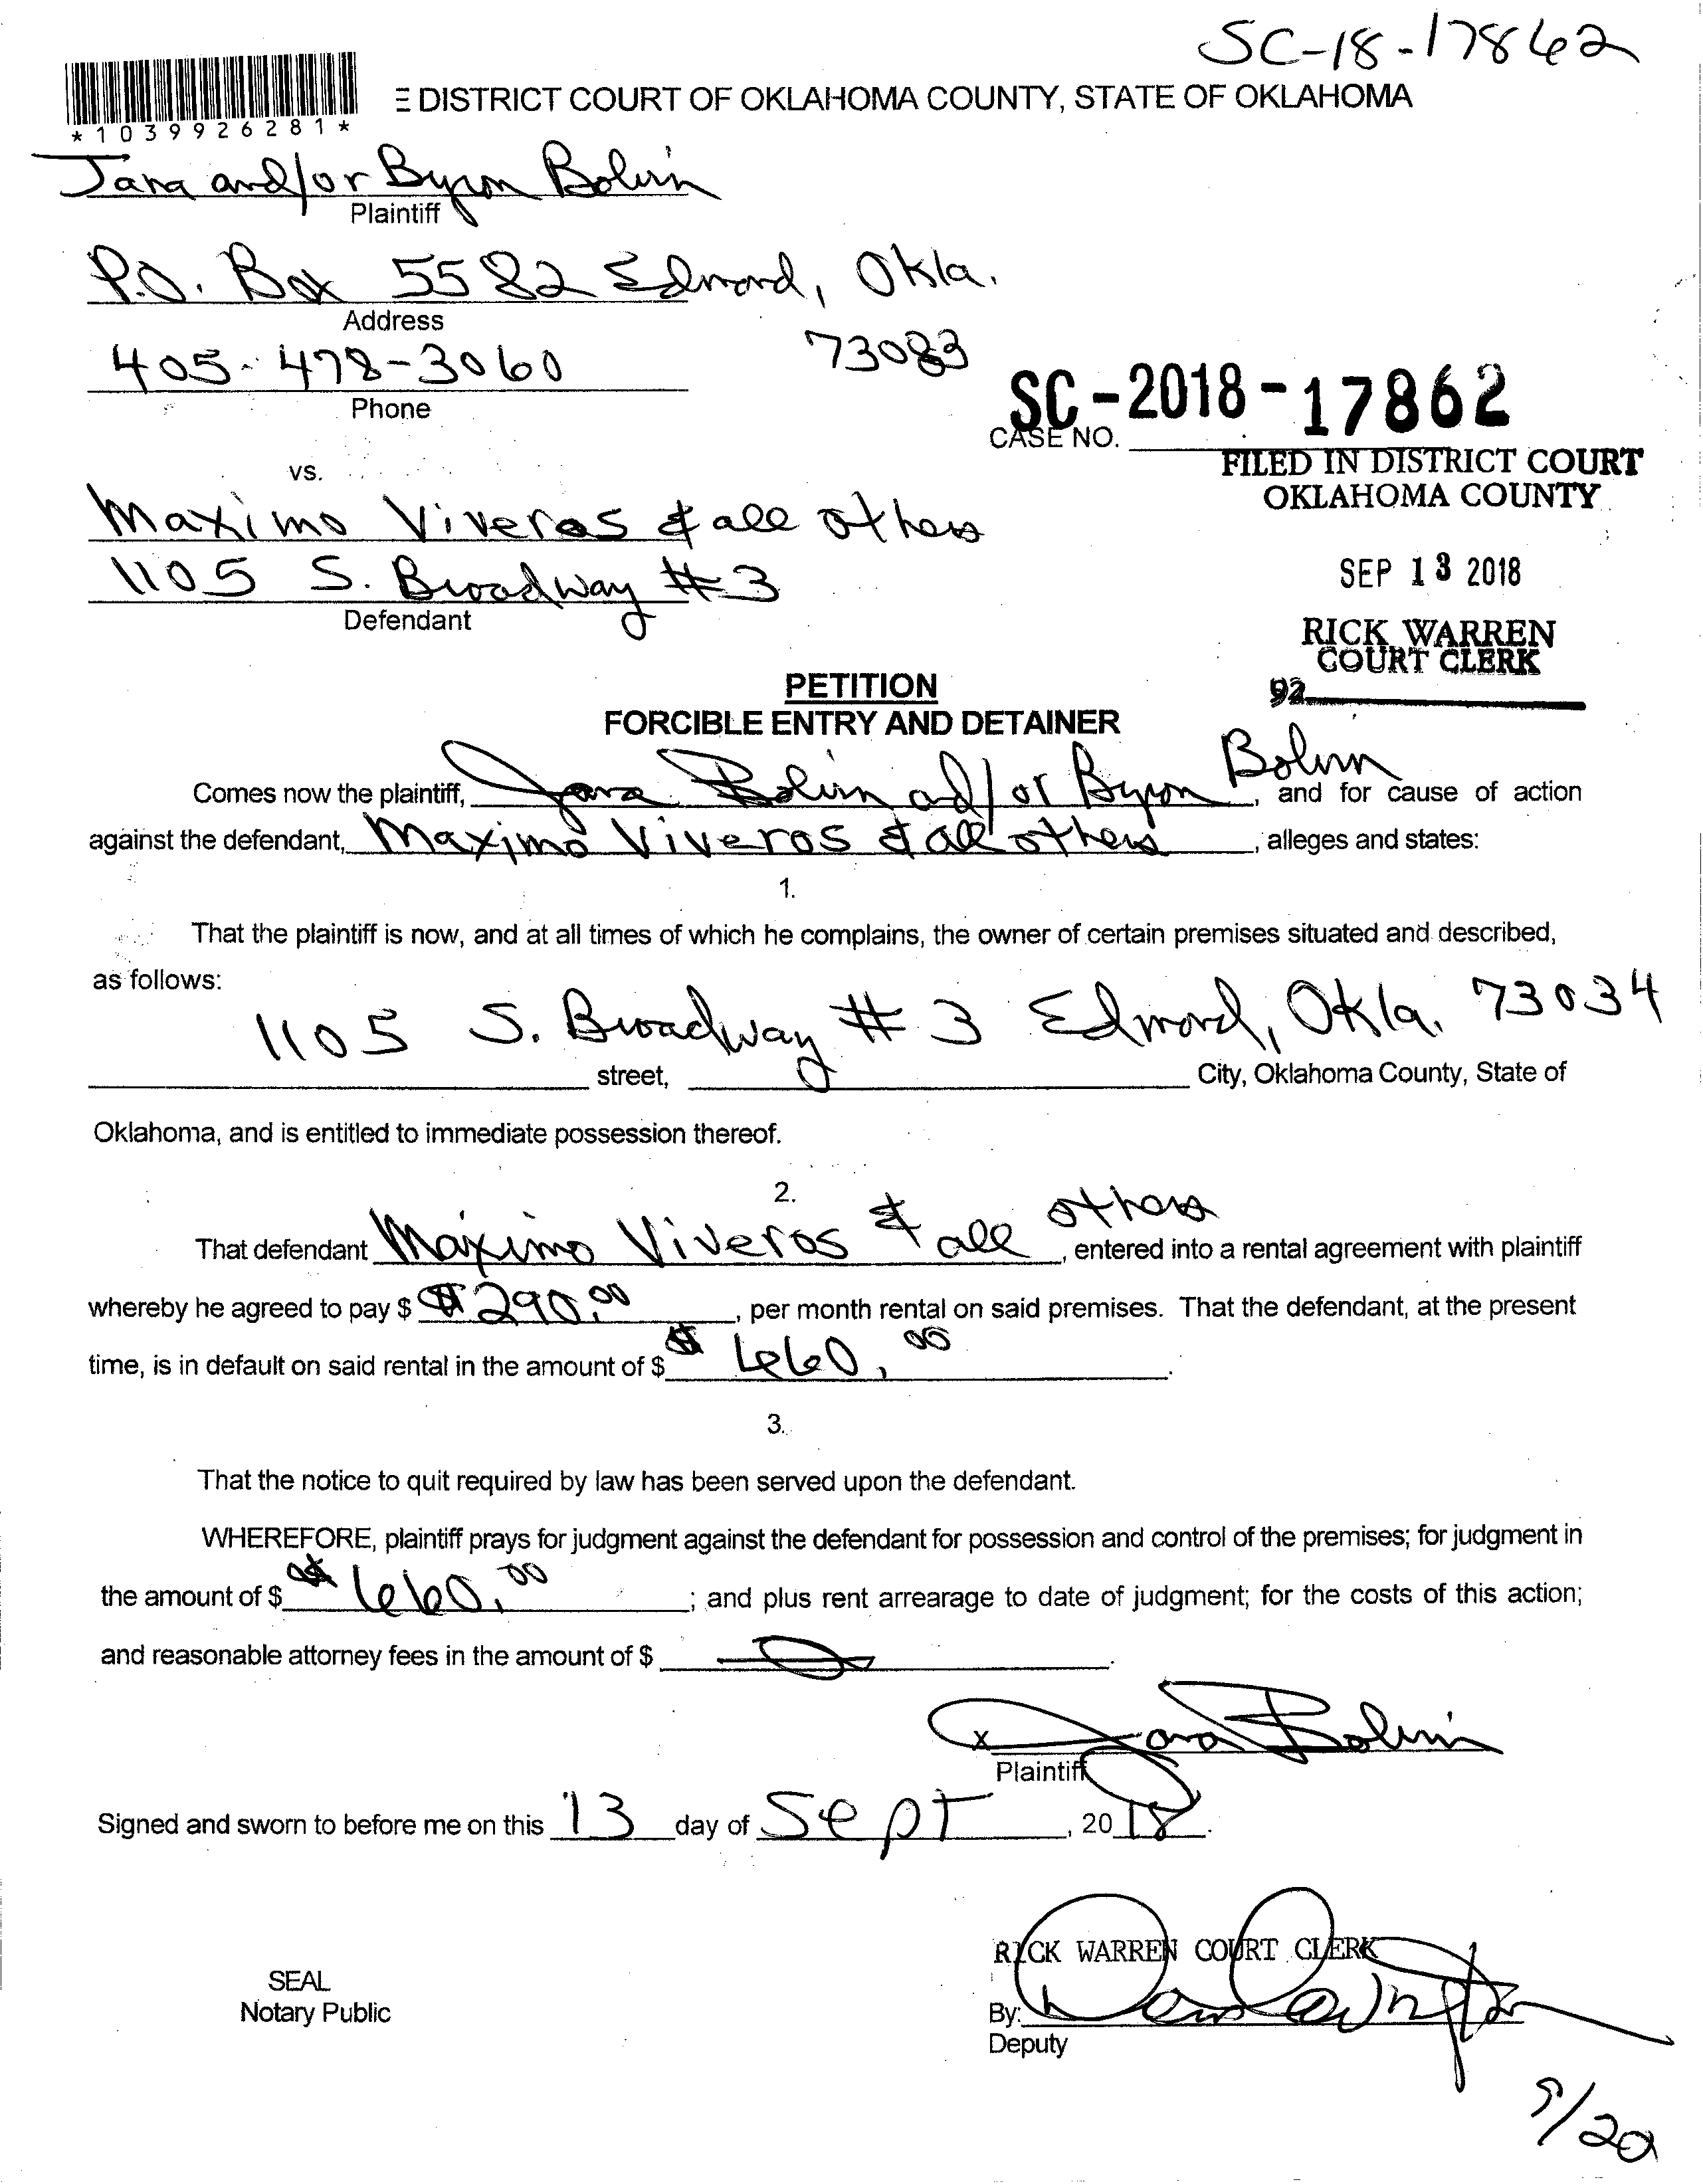 SC-18-17862
E DISTRICT COURT OF OKLAHOMA COUNTY, STATE OF OKLAHOMA
*1039926281*
Jana and/or Byron Bolvin
Plaintiff
P.O. Box 5582 Edmond, Okla.
Address
73083
405-478-3060
Phone
SC-2018-17862
CASE NO.
FILED IN DISTRICT COURT
OKLAHOMA COUNTY
vs.
Maximo Viveros & all others
1105 S. Broadway #3
Defendant
SEP 13 2018
RICK WARREN
COURT CLERK
92
PETITION
FORCIBLE ENTRY AND DETAINER
Comes now the plaintiff, Jana Bolvin and/or Byron Bolvin, and for cause of action
against the defendant, Maximo Viveros & all others, alleges and states:
1.
That the plaintiff is now, and at all times of which he complains, the owner of certain premises situated and described,
as follows:
1105 S. Broadway #3 Edmond, Okla. 73034
street, City, Oklahoma County, State of
Oklahoma, and is entitled to immediate possession thereof.
2.
That defendant Maximo Viveros & all others, entered into a rental agreement with plaintiff
whereby he agreed to pay $ $290.00, per month rental on said premises. That the defendant, at the present
time, is in default on said rental in the amount of $ $660.00.
3.
That the notice to quit required by law has been served upon the defendant.
WHEREFORE, plaintiff prays for judgment against the defendant for possession and control of the premises; for judgment in
the amount of $ $660.00; and plus rent arrearage to date of judgment; for the costs of this action;
and reasonable attorney fees in the amount of $
x Jana Bolvin
Plaintiff
Signed and sworn to before me on this 13 day of Sept, 2018.
RICK WARREN COURT CLERK
SEAL
Notary Public
By:
Deputy
9/20